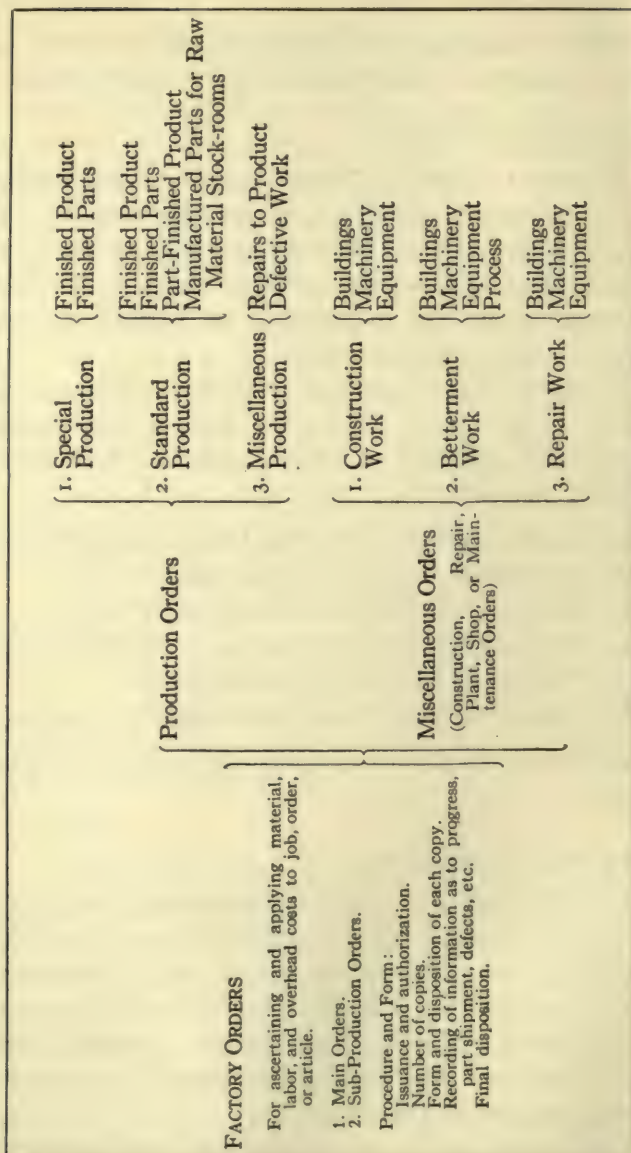 FACTORY ORDERS
For ascertaining and applying material,
labor, and overhead costs to job, order,
or article.
1. Main Orders.
2. Sub-Production Orders.
Procedure and Form:
Issuance and authorization.
Number of copies.
Form and disposition of each copy.
Recording of information as to progress,
part shipment, defects, etc.
Final disposition.
Production Orders
1. Special
Production
Finished Product
Finished Parts
2. Standard
Production
Finished Product
Finished Parts
Part-Finished Product
Manufactured Parts for Raw
Material Stock-rooms
3. Miscellaneous
Production
Repairs to Product
Defective Work
Miscellaneous Orders
(Construction, Repair,
Plant, Shop, or Main-
tenance Orders)
1. Construction
Work
Buildings
Machinery
Equipment
2. Betterment
Work
Buildings
Machinery
Equipment
Process
3. Repair Work
Buildings
Machinery
Equipment